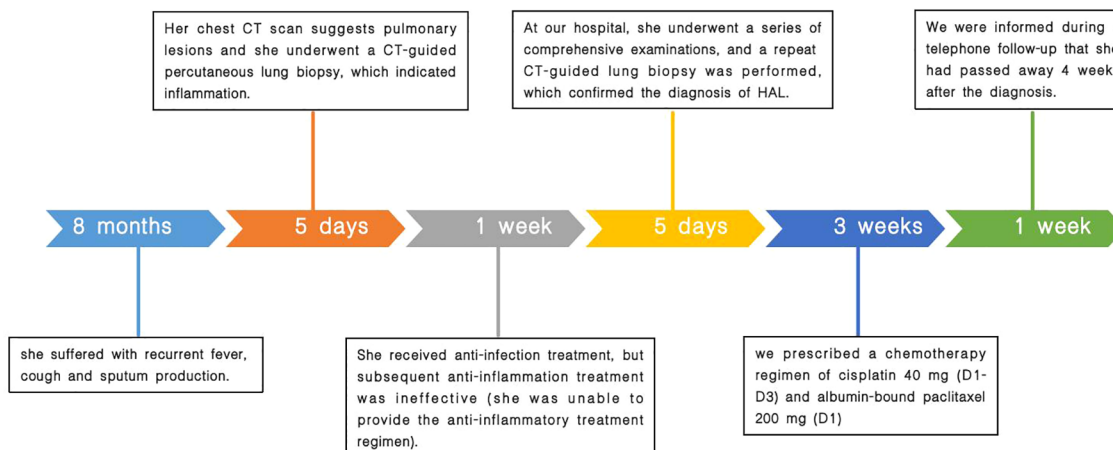 Her chest CT scan suggests pulmonary
lesions and she underwent a CT-guided
percutaneous lung biopsy, which indicated
inflammation.
At our hospital, she underwent a series of
comprehensive examinations, and a repeat
CT-guided lung biopsy was performed,
which confirmed the diagnosis of HAL.
We were informed during
telephone follow-up that
had passed away 4
after the diagnosis.
8 months
5 days
1 week
5 days
3 weeks
1 week
she suffered with recurrent fever,
cough and sputum production.
She received anti-infection treatment, but
subsequent anti-inflammation treatment
was ineffective (she was unable to
provide the anti-inflammatory treatment
regimen).
we prescribed a chemotherapy
regimen of cisplatin 40 mg (D1-
D3) and albumin-bound paclitaxel
200 mg (D1)